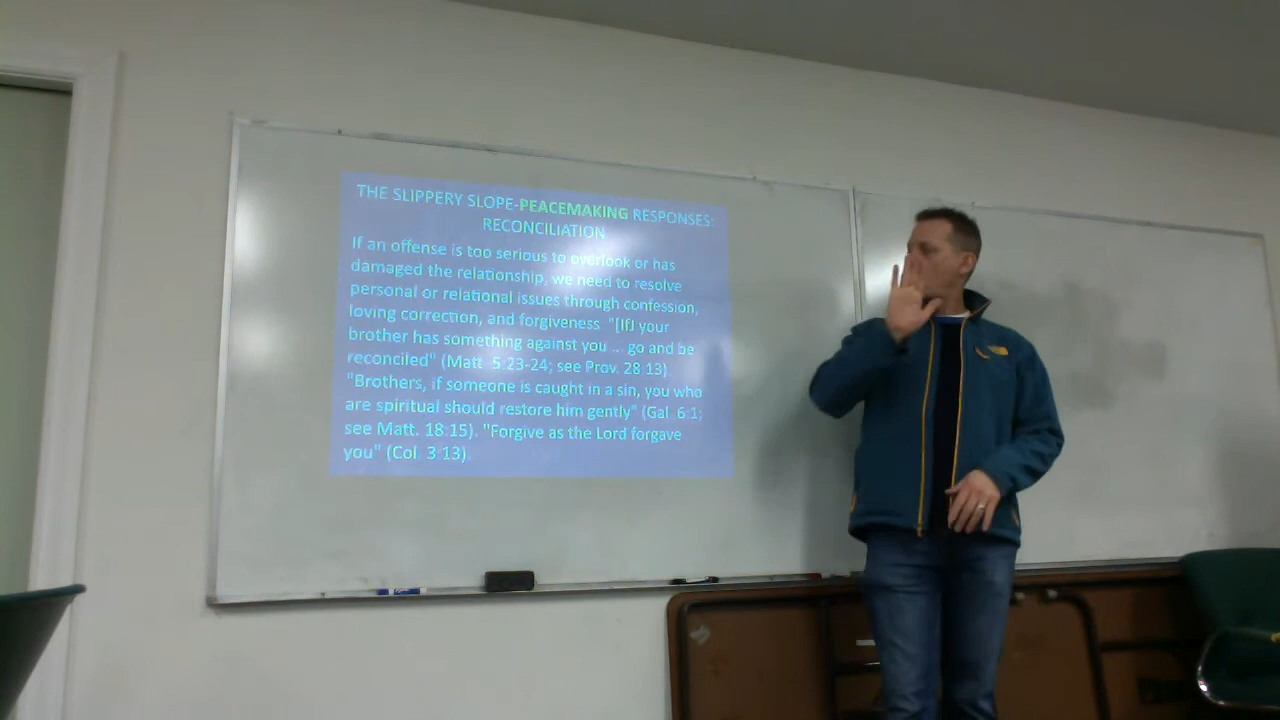 THE SLIPPERY SLOPE-PEACEMAKING RESPONSES:
RECONCILIATION
If an offense is too serious to overlook or has
damaged the relationship, we need to resolve
personal or relational issues through confession,
loving correction, and forgiveness "[If] your
brother has something against you ... go and be
reconciled" (Matt. 5:23-24; see Prov. 28:13).
"Brothers, if someone is caught in a sin, you who
are spiritual should restore him gently" (Gal. 6:1;
see Matt. 18:15). "Forgive as the Lord forgave
you" (Col. 3:13).